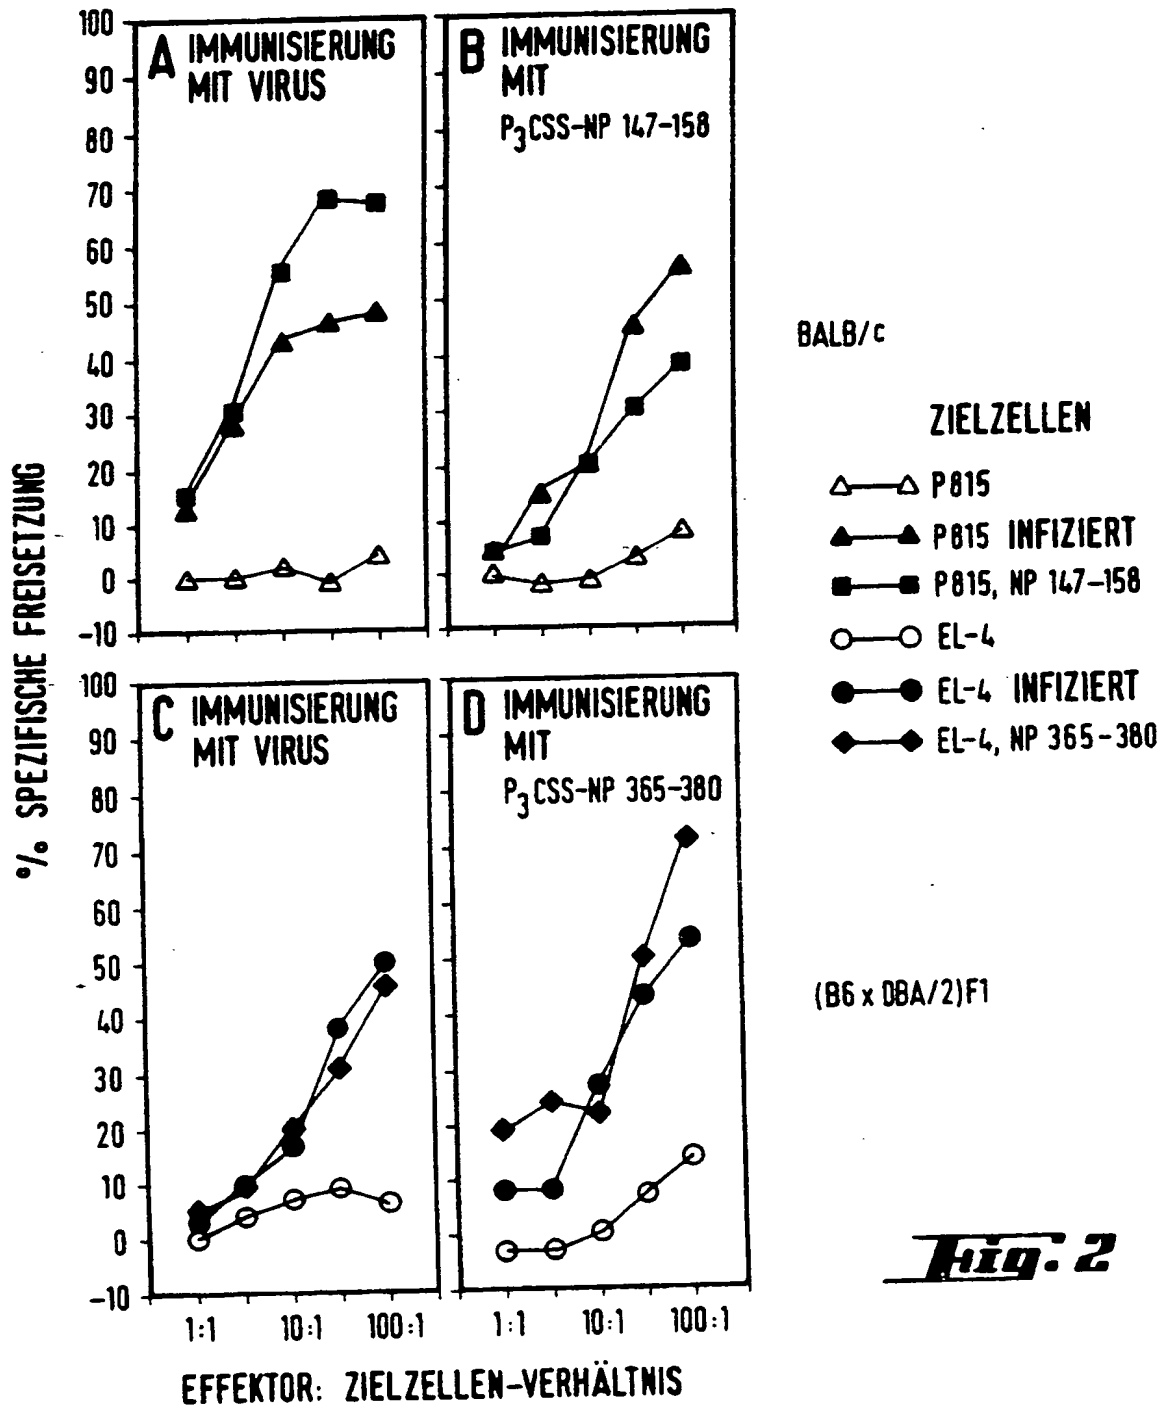 % SPEZIFISCHE FREISETZUNG
100
90
80
70
60
50
40
30
20
10
0
-10
A IMMUNISIERUNG
MIT VIRUS
B IMMUNISIERUNG
MIT
P3CSS-NP 147-158
BALB/c
ZIELZELLEN
P815
P815 INFIZIERT
P815, NP 147-158
EL-4
EL-4 INFIZIERT
EL-4, NP 365-380
100
90
80
70
60
50
40
30
20
10
0
-10
C IMMUNISIERUNG
MIT VIRUS
D IMMUNISIERUNG
MIT
P3CSS-NP 365-380
(B6 x DBA/2)F1
1:1 10:1 100:1
1:1 10:1 100:1
EFFEKTOR: ZIELZELLEN-VERHÄLTNIS
Fig. 2